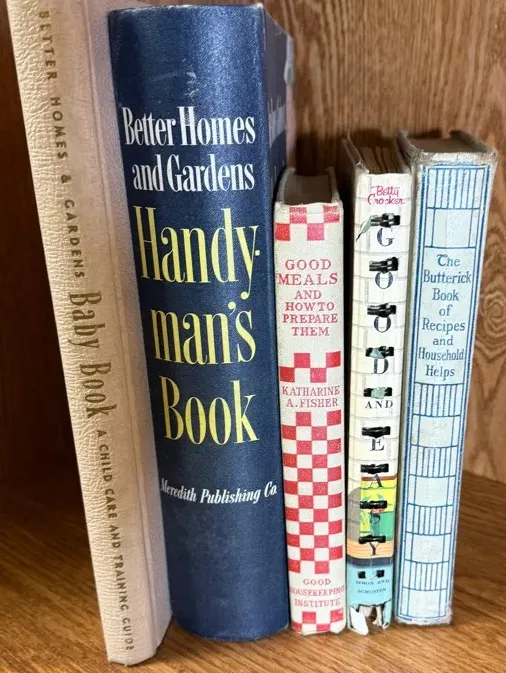 BETTER HOMES & GARDENS Baby Book A CHILD CARE AND TRAINING GUIDE
Better Homes
and Gardens
Handy-
man's
Book
Meredith Publishing Co.
GOOD
MEALS
AND
HOW TO
PREPARE
THEM
KATHARINE
A. FISHER
GOOD
HOUSEKEEPING
INSTITUTE
Betty
Crocker
GOOD
AND
EASY
SIMON AND
SCHUSTER
The
Butterick
Book
of
Recipes
and
Household
Helps